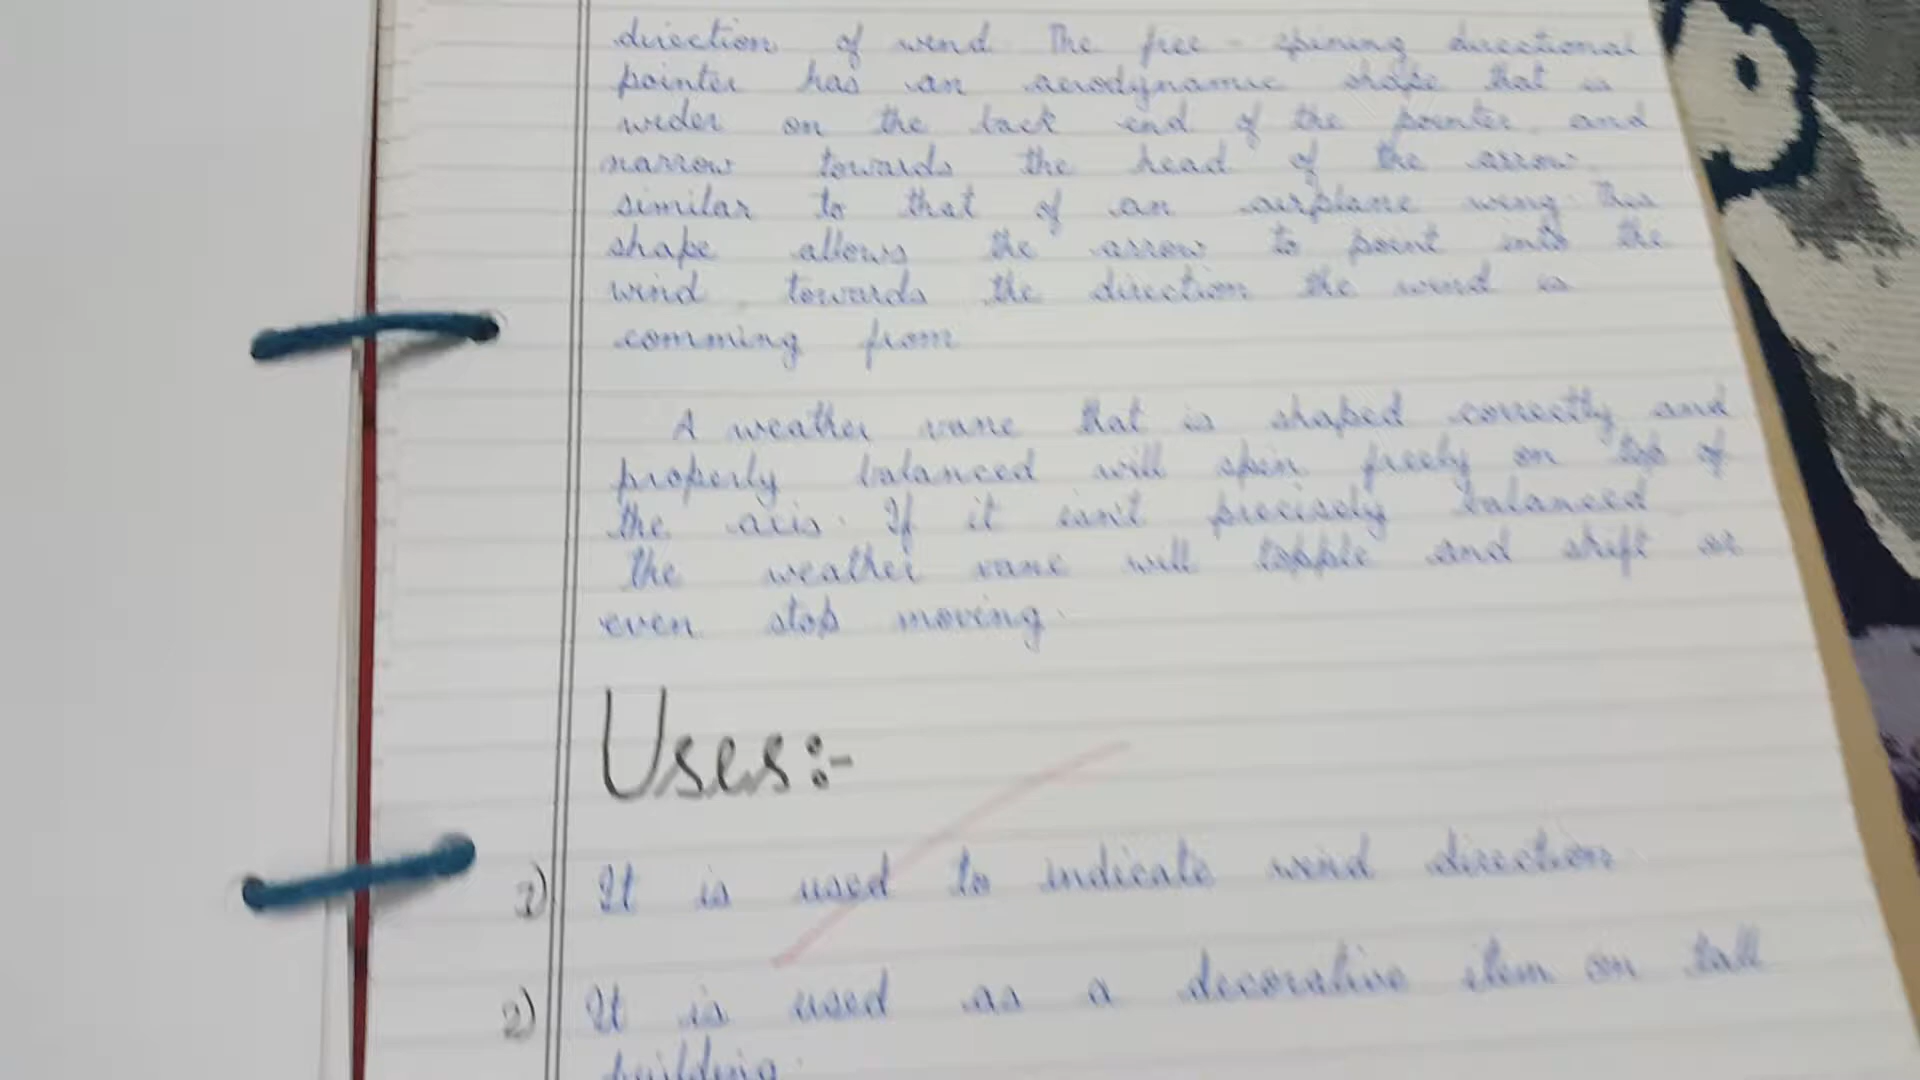 direction of wind The free - spining directional
pointer has an aerodynamic shape that is
wider on the back end of the pointer and
narrow towards the head of the arrow
similar to that of an airplane wing. This
shape allows the arrow to point into the
wind towards the direction the wind is
comming from
A weather vane that is shaped correctly and
properly balanced will spin freely on top of
the axis. If it isn't precisely balanced
the weather vane will topple and shift or
even stop moving.
Uses:-
1) It is used to indicate wind direction
2) It is used as a decorative item on tall
building.